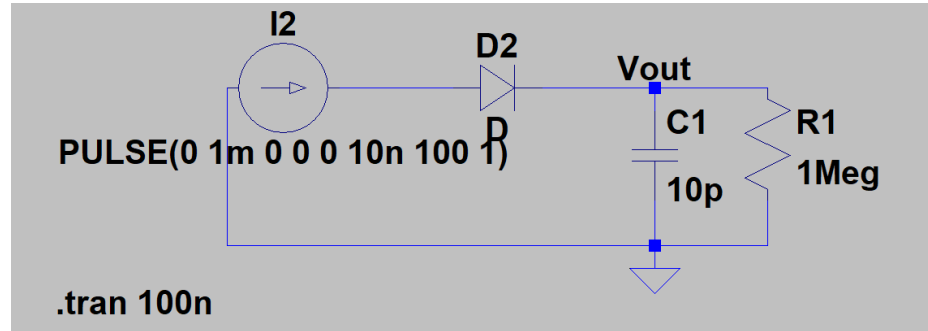 I2
D2
Vout
D
C1
R1
PULSE(0 1m 0 0 0 10n 100 1)
1Meg
10p
.tran 100n